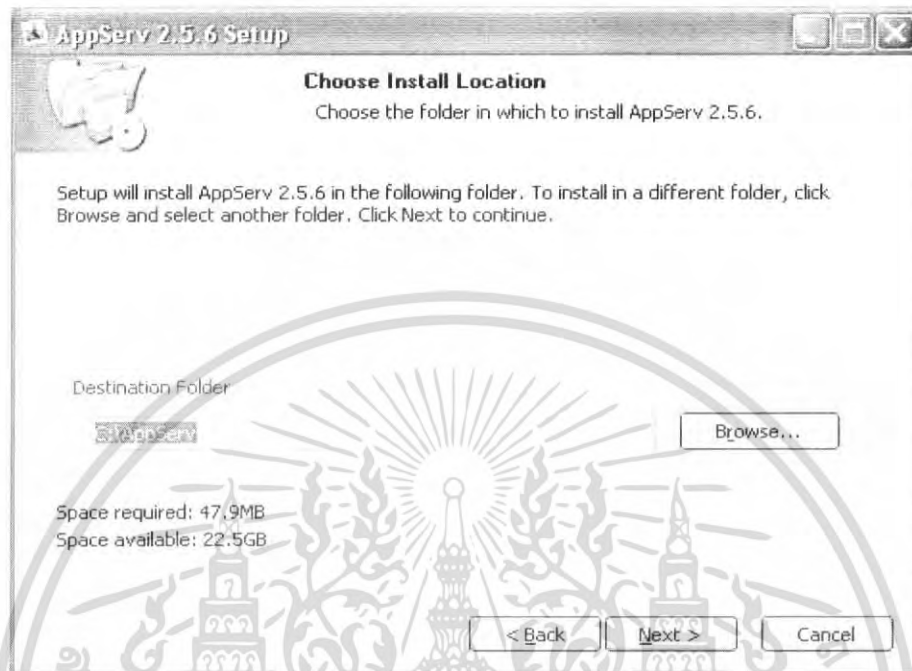 AppServ 2.5.6 Setup
Choose Install Location
Choose the folder in which to install AppServ 2.5.6.
Setup will install AppServ 2.5.6 in the following folder. To install in a different folder, click
Browse and select another folder. Click Next to continue.
Destination Folder
C:\AppServ
Browse...
Space required: 47.9MB
Space available: 22.5GB
< Back
Next >
Cancel